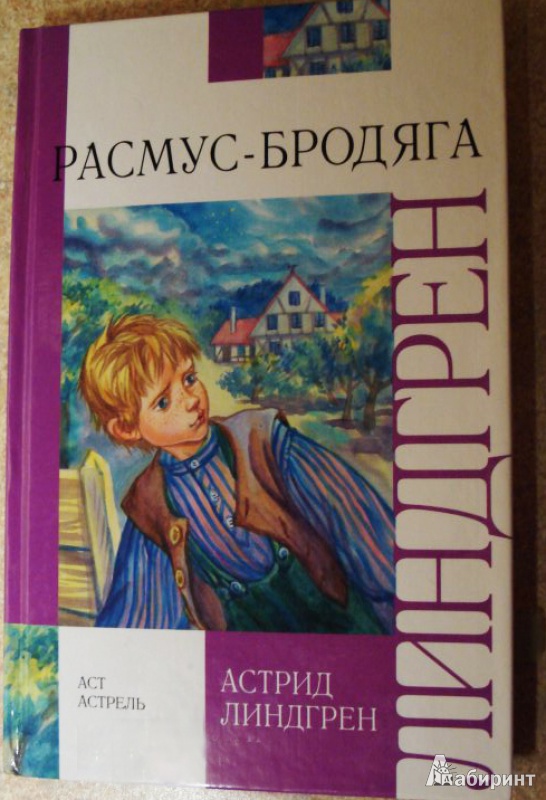 РАСМУС-БРОДЯГА
ЛИНДГРЕН
АСТ
АСТРЕЛЬ
АСТРИД
ЛИНДГРЕН
Лабиринт